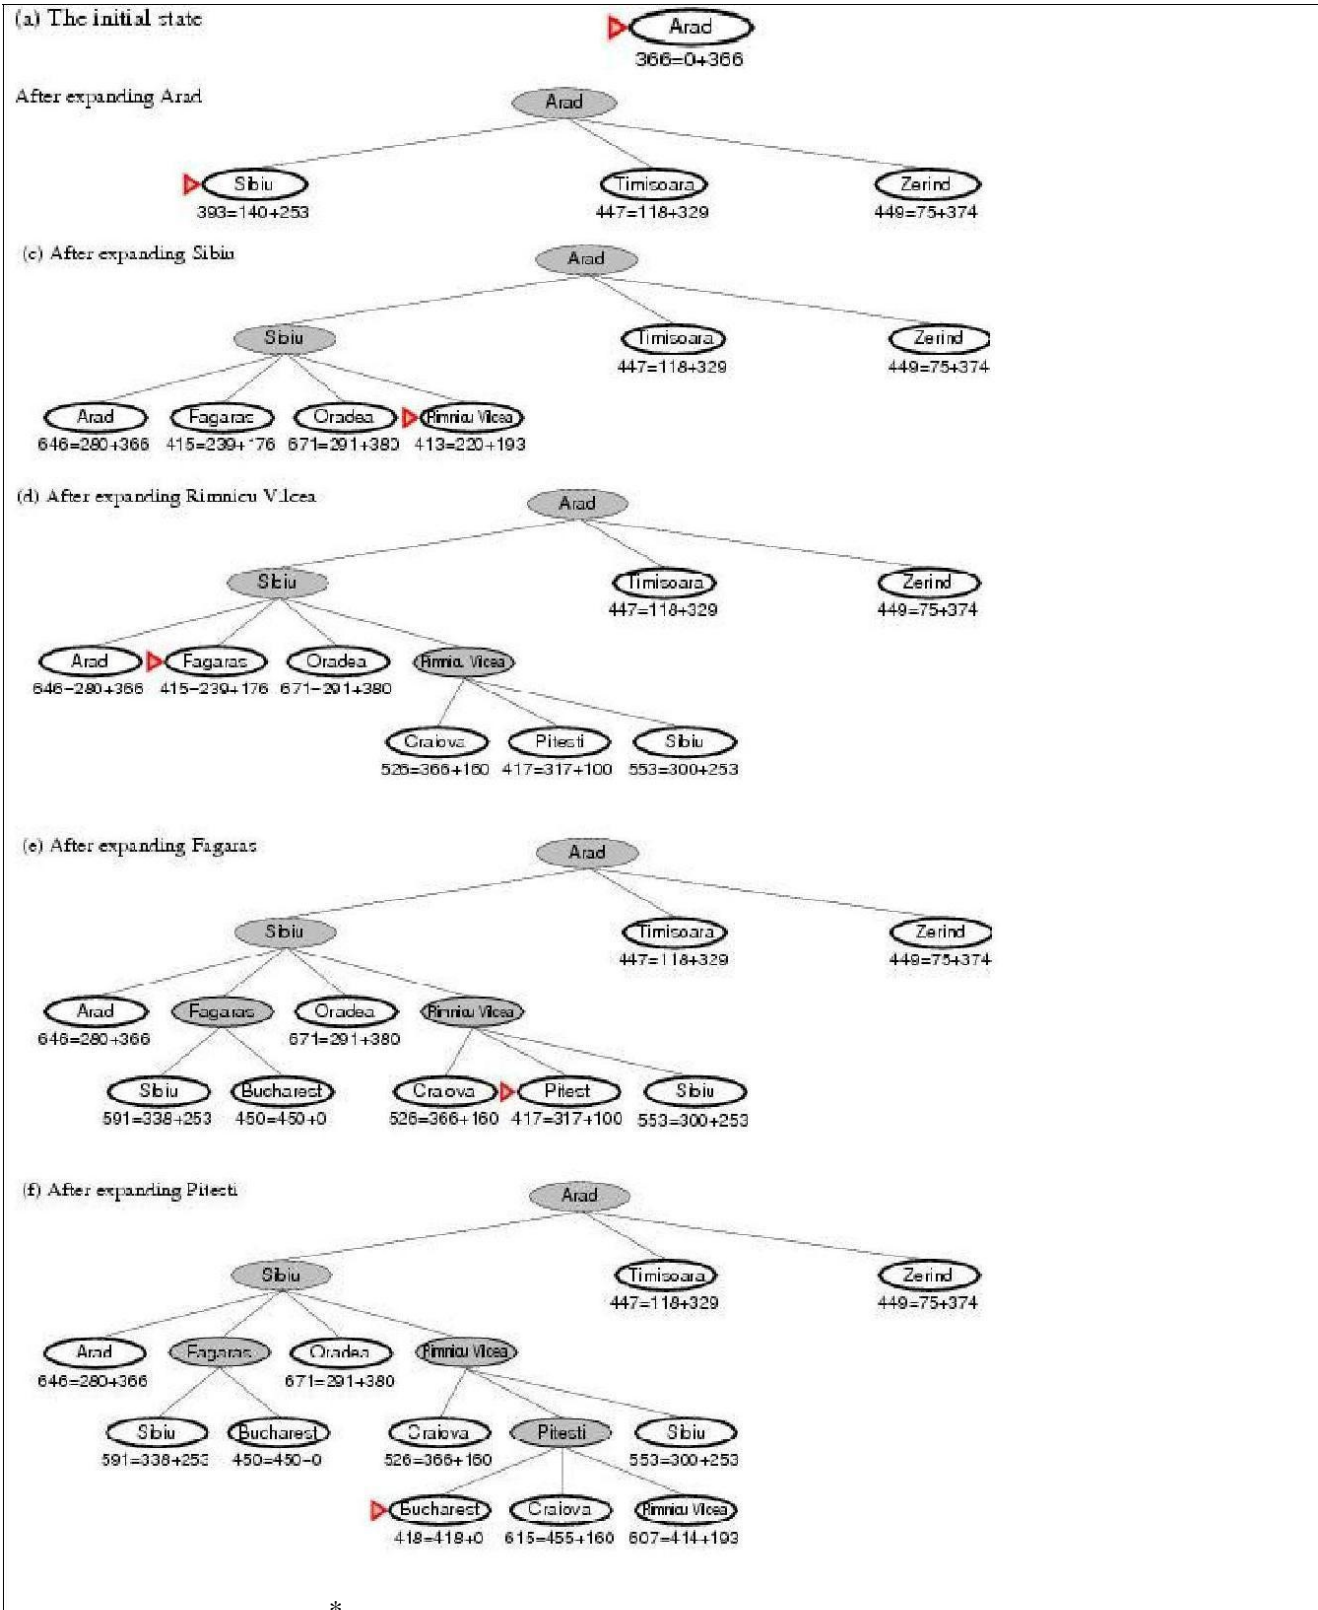 (a) The initial state
Arad
366=0+366
After expanding Arad
Arad
Sibiu Timisoara Zerind
393=140+253 447=118+329 449=75+374
(c) After expanding Sibiu
Arad
Sibiu Timisoara Zerind
447=118+329 449=75+374
Arad Fagaras Oradea Rimnicu Vilcea
646=280+366 415=239+176 671=291+380 413=220+193
(d) After expanding Rimnicu V.lcea
Arad
Sibiu Timisoara Zerind
447=118+329 449=75+374
Arad Fagaras Oradea Rimnicu Vilcea
646−280+366 415−239+176 671−291+380
Craiova Pitesti Sibiu
526=366+160 417=317+100 553=300+253
(e) After expanding Fagaras
Arad
Sibiu Timisoara Zerind
447=118+329 449=75+374
Arad Fagaras Oradea Rimnicu Vilcea
646=280+366 671=291+380
Sibiu Bucharest Craiova Pitest Sibiu
591=338+253 450=450+0 526=366+160 417=317+100 553=300+253
(f) After expanding Pitesti
Arad
Sibiu Timisoara Zerind
447=118+329 449=75+374
Arad Fagaras Oradea Rimnicu Vilcea
646=280+366 671=291+380
Sibiu Bucharest Craiova Pitesti Sibiu
591=338+253 450=450−0 526=366+160 553=300+253
Bucharest Craiova Rimnicu Vilcea
418=418+0 615=455+160 607=414+193
*